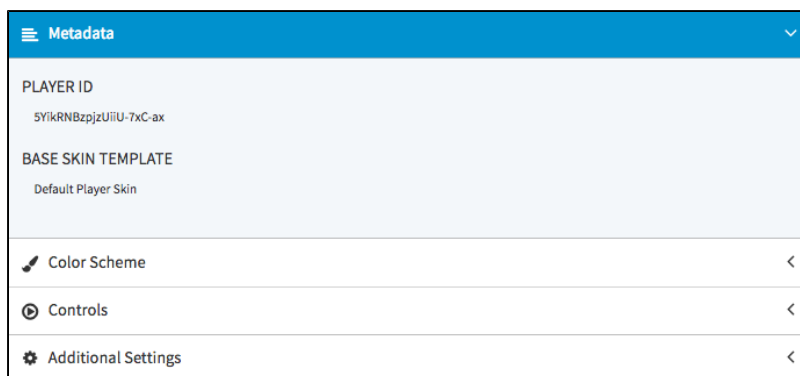 Metadata
PLAYER ID
5YikRNBzpjzUiiU-7xC-ax
BASE SKIN TEMPLATE
Default Player Skin
Color Scheme
Controls
Additional Settings